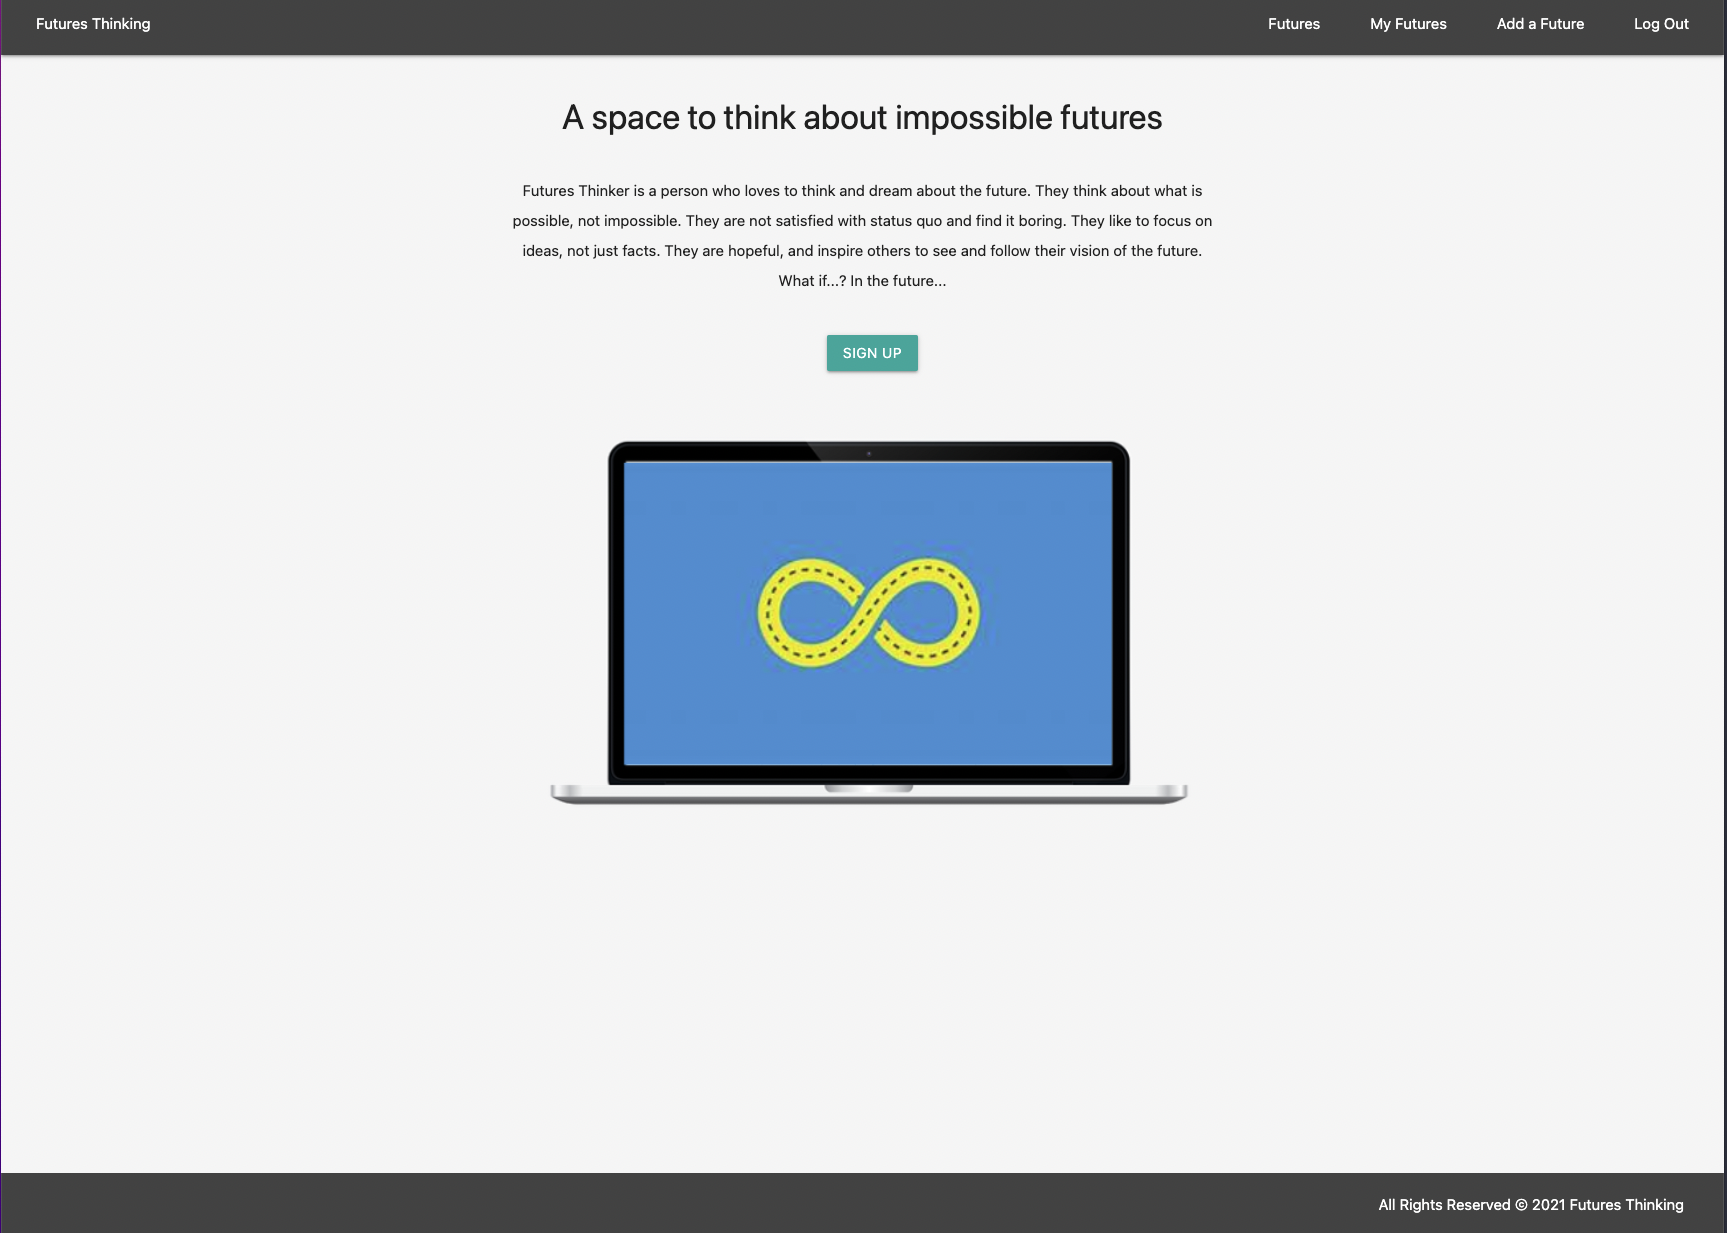 Futures Thinking
Futures
My Futures
Add a Future
Log Out
A space to think about impossible futures
Futures Thinker is a person who loves to think and dream about the future. They think about what is
possible, not impossible. They are not satisfied with status quo and find it boring. They like to focus on
ideas, not just facts. They are hopeful, and inspire others to see and follow their vision of the future.
What if...? In the future...
SIGN UP
All Rights Reserved © 2021 Futures Thinking